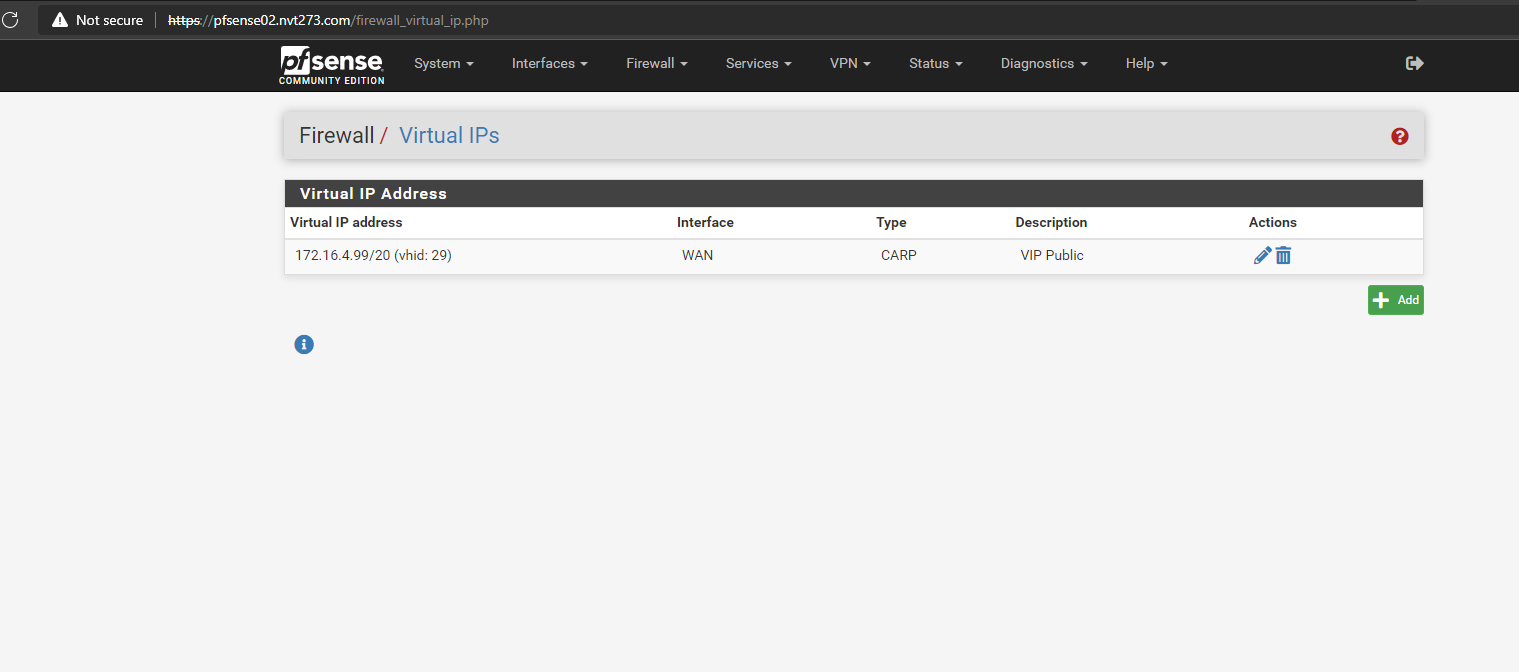 Not secure https://pfsense02.nvt273.com/firewall_virtual_ip.php
pfsense COMMUNITY EDITION System Interfaces Firewall Services VPN Status Diagnostics Help
Firewall / Virtual IPs ?
Virtual IP Address
Virtual IP address Interface Type Description Actions
172.16.4.99/20 (vhid: 29) WAN CARP VIP Public
+ Add
i